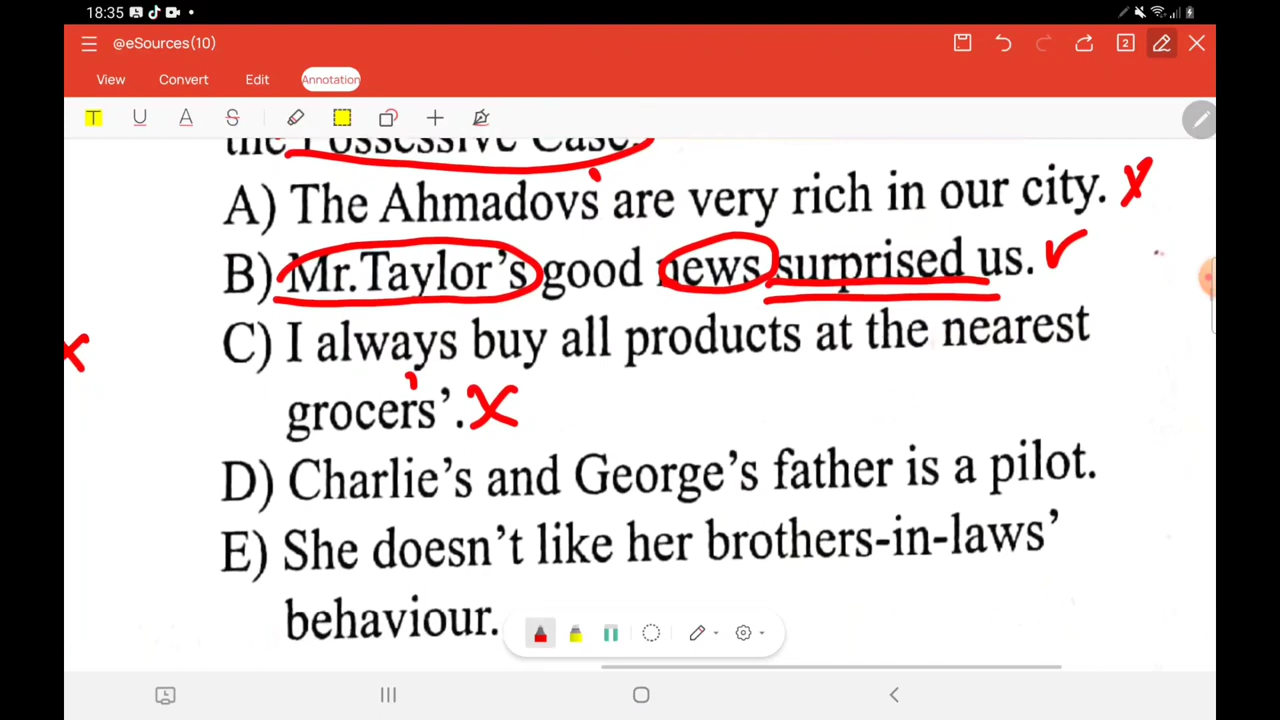 18:35
@eSources(10)
2
View Convert Edit Annotation
T U A S
the Possessive Case.
A) The Ahmadovs are very rich in our city.
B) Mr.Taylor's good news surprised us.
C) I always buy all products at the nearest
grocers'.
D) Charlie's and George's father is a pilot.
E) She doesn't like her brothers-in-laws'
behaviour.